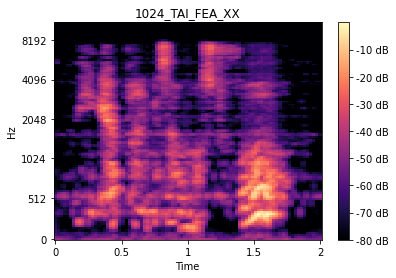 1024_TAI_FEA_XX
8192
4096
2048
1024
512
0
Hz
0
0.5
1
1.5
2
Time
-10 dB
-20 dB
-30 dB
-40 dB
-50 dB
-60 dB
-70 dB
-80 dB